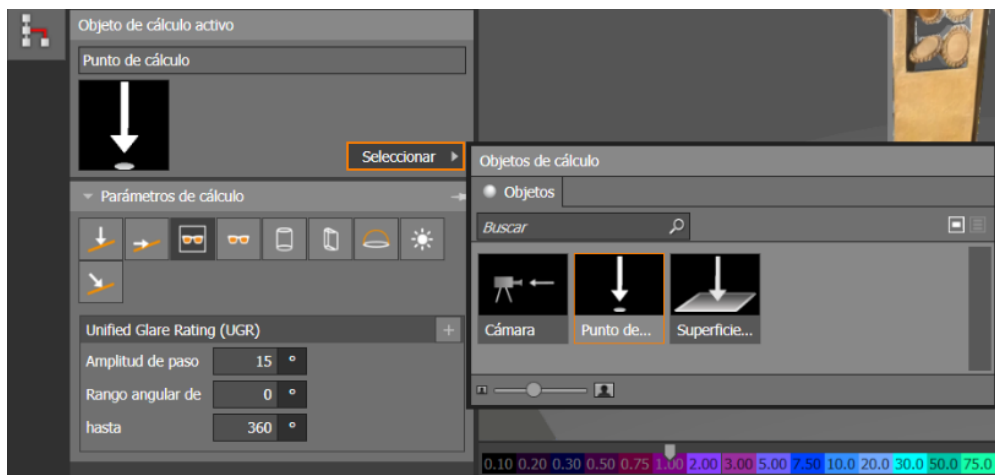 Objeto de cálculo activo
Punto de cálculo
Seleccionar
Parámetros de cálculo
Unified Glare Rating (UGR)
Amplitud de paso 15 °
Rango angular de 0 °
hasta 360 °
Objetos de cálculo
Objetos
Buscar
Cámara Punto de... Superficie...
0.10 0.20 0.30 0.50 0.75 1.00 2.00 3.00 5.00 7.50 10.0 20.0 30.0 50.0 75.0